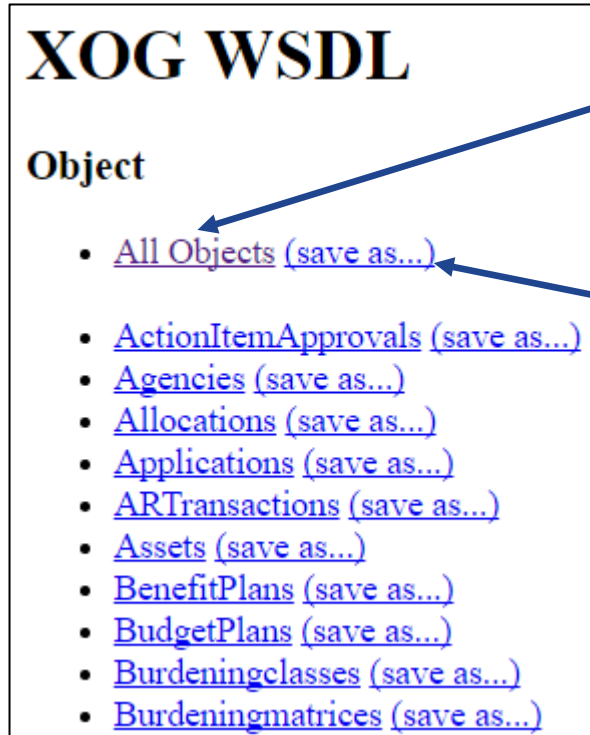 XOG WSDL
Object
• All Objects (save as...)
• ActionItemApprovals (save as...)
• Agencies (save as...)
• Allocations (save as...)
• Applications (save as...)
• ARTransactions (save as...)
• Assets (save as...)
• BenefitPlans (save as...)
• BudgetPlans (save as...)
• Burdeningclasses (save as...)
• Burdeningmatrices (save as...)